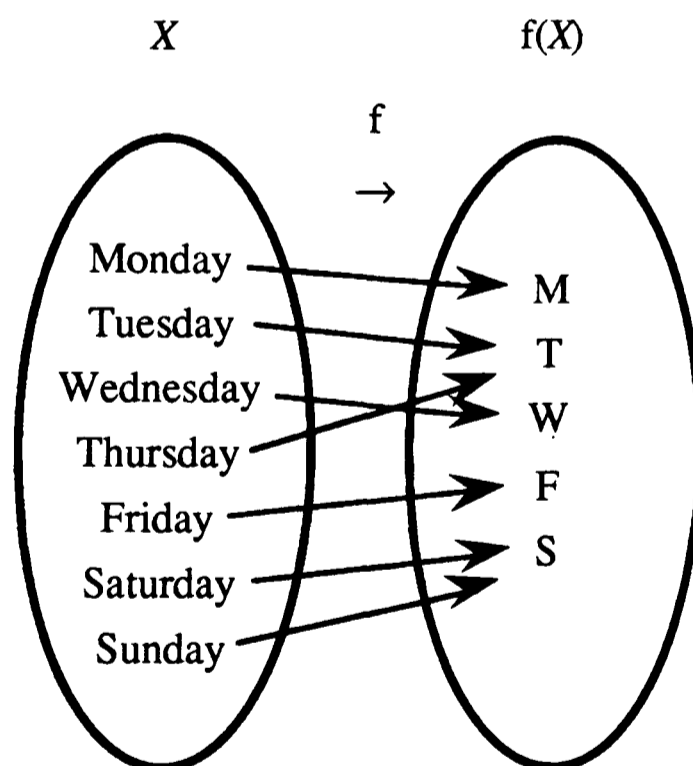 X f(X)
f
→
Monday
Tuesday
Wednesday
Thursday
Friday
Saturday
Sunday
M
T
W
F
S